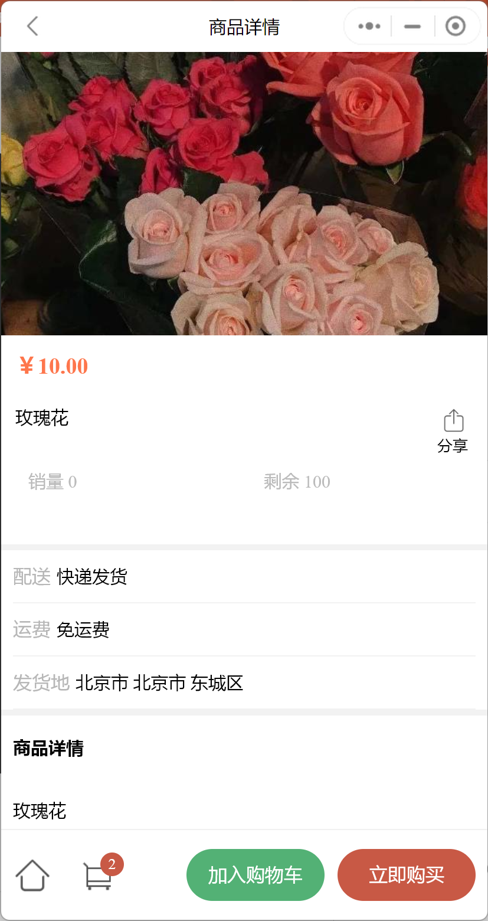 商品详情
¥10.00
玫瑰花
分享
销量 0
剩余 100
配送 快递发货
运费 免运费
发货地 北京市 北京市 东城区
商品详情
玫瑰花
2
加入购物车
立即购买